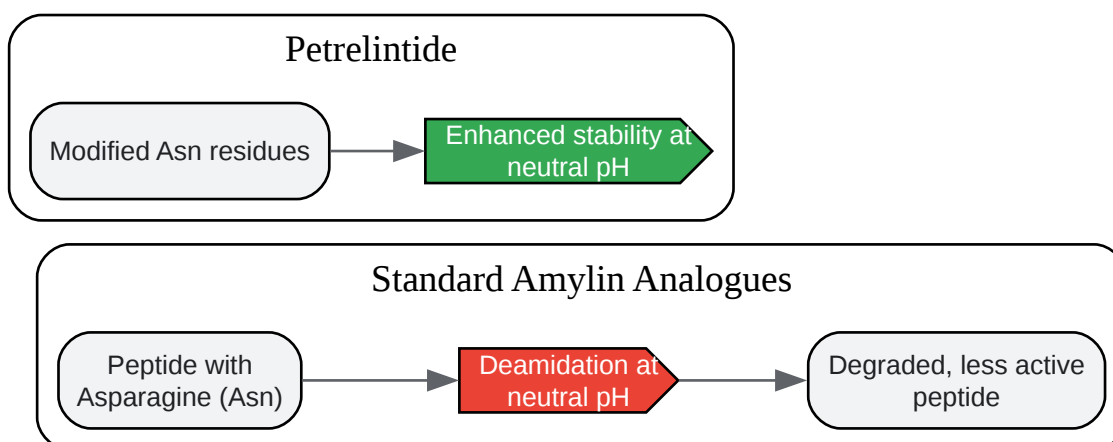 Petrelintide
Modified Asn residues
Enhanced stability at
neutral pH
Standard Amylin Analogues
Peptide with
Asparagine (Asn)
Deamidation at
neutral pH
Degraded, less active
peptide